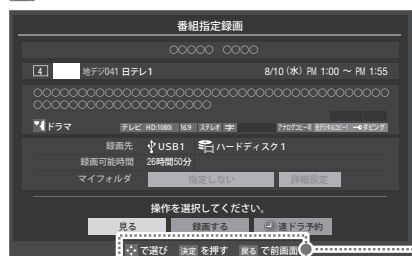 番組指定録画
○○○○○ ○○○○
4 地デジ041 日テレ1 8/10(水) PM 1:00 ~ PM 1:55
○○○○○○○○○○○○○○○○○○○○○○○○○○○○○○○○○○○○○○○○
○○○○○○○○○○○○○○○○○○○○
ドラマ テレビ HD:1080i 16:9 ステレオ 字 アナログコピー可 光デジタルコピー1 ダビング
録画先 USB1 ハードディスク1
録画可能時間 26時間50分
マイフォルダ 指定しない 詳細設定
操作を選択してください。
見る 録画する 連ドラ予約
で選び 決定 を押す 戻る で前画面